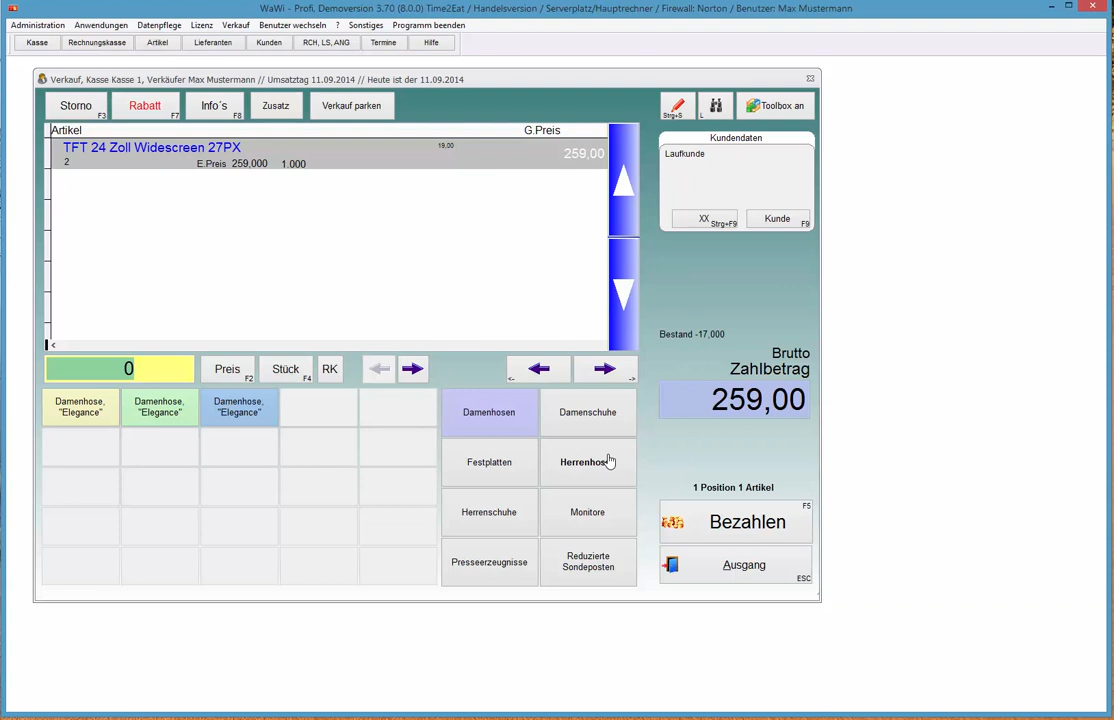 WaWi - Profi. Demoversion 3.70 (8.0.0) Time2Eat / Handelsversion / Serverplatz/Hauptrechner / Firewall: Norton / Benutzer: Max Mustermann
Administration Anwendungen Datenpflege Lizenz Verkauf Benutzer wechseln ? Sonstiges Programm beenden
Kasse Rechnungskasse Artikel Lieferanten Kunden RCH, LS, ANG Termine Hilfe
Verkauf, Kasse Kasse 1, Verkäufer Max Mustermann // Umsatztag 11.09.2014 // Heute ist der 11.09.2014
Storno F3 Rabatt F7 Info´s F8 Zusatz Verkauf parken Strg+S L Toolbox an
Artikel G.Preis
TFT 24 Zoll Widescreen 27PX 19,00 259,00
2 E.Preis 259,000 1.000
Kundendaten
Laufkunde
XX Strg+F9 Kunde F9
Bestand -17,000
Brutto
Zahlbetrag
259,00
<
0 Preis F2 Stück F4 RK <- ->
Damenhose, "Elegance"
Damenhose, "Elegance"
Damenhose, "Elegance"
Damenhosen Damenschuhe
Festplatten Herrenhos
Herrenschuhe Monitore
Presseerzeugnisse Reduzierte
Sondeposten
1 Position 1 Artikel
Bezahlen F5
Ausgang ESC